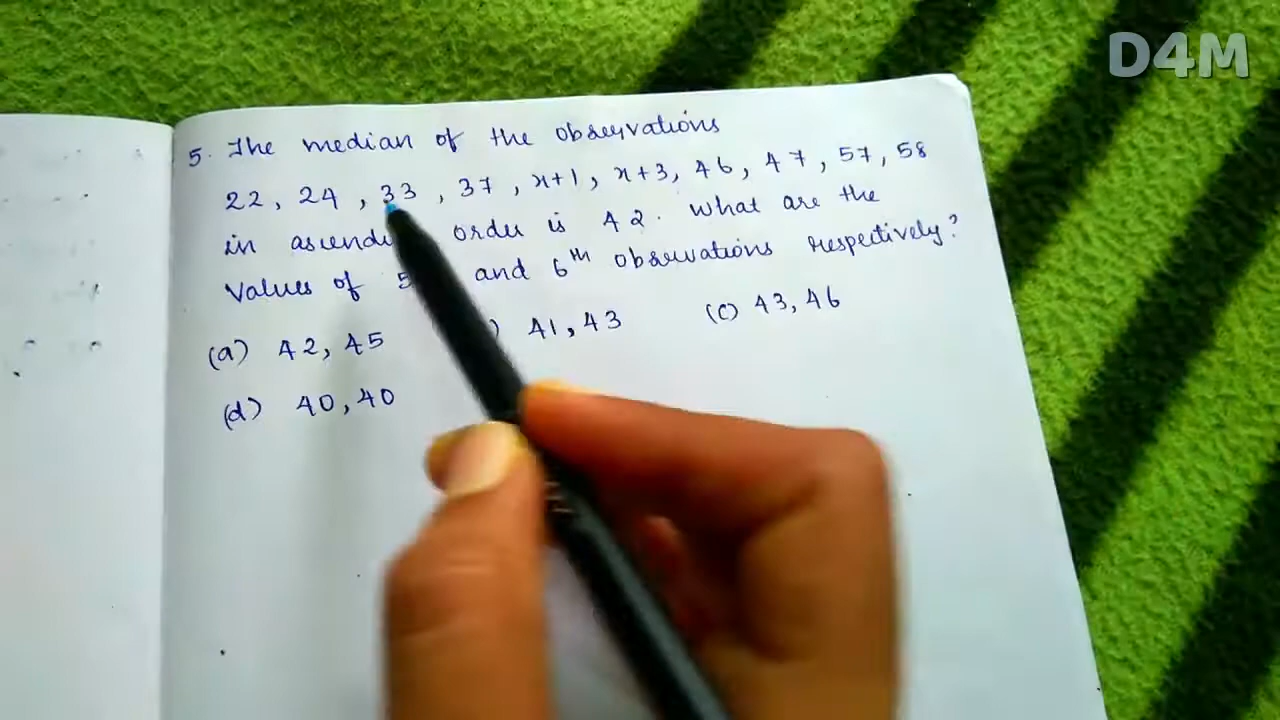 D4M
5. The median of the observations
22, 24, 33, 37, x+1, x+3, 46, 47, 57, 58
in order is 42. What are the
Values of 5 and 6th observations respectively?
(a) 42, 45 ) 41, 43 (c) 43, 46
(d) 40, 40